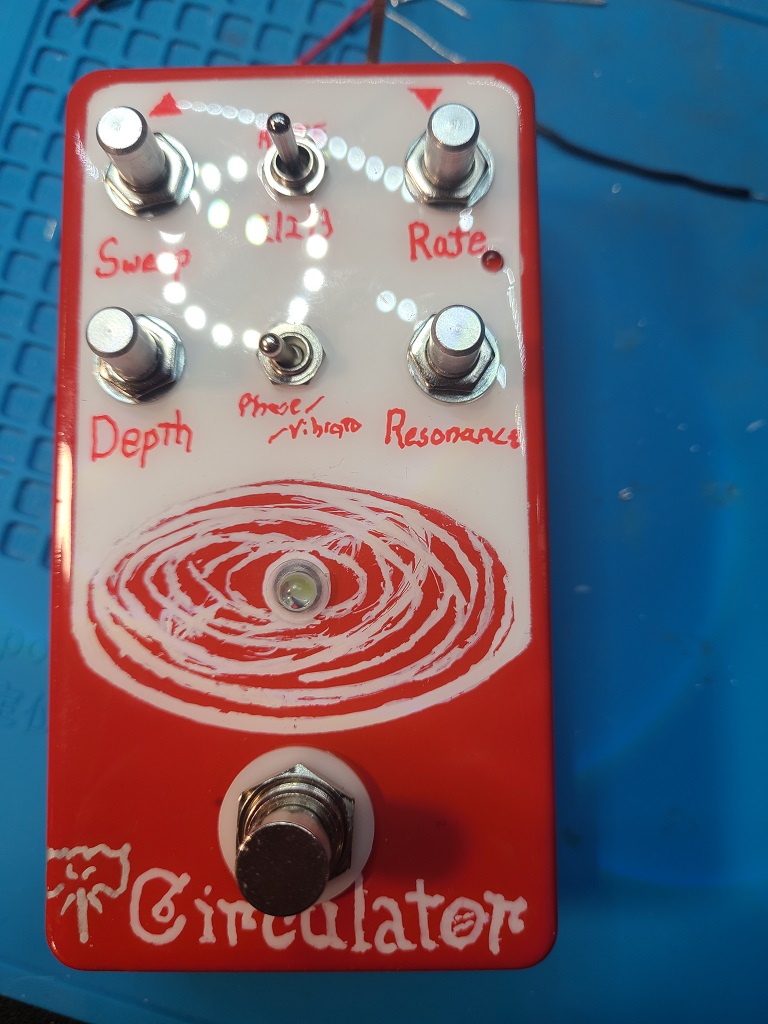 Sweep
Rate
Depth
Phase/
/Vibrato
Resonance
Circulator